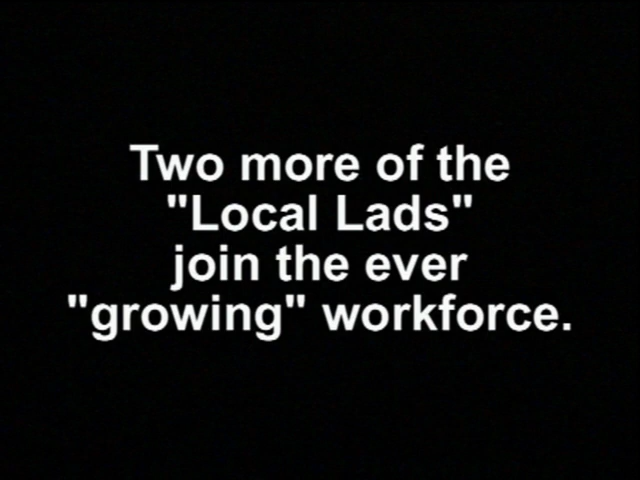 Two more of the
"Local Lads"
join the ever
"growing" workforce.